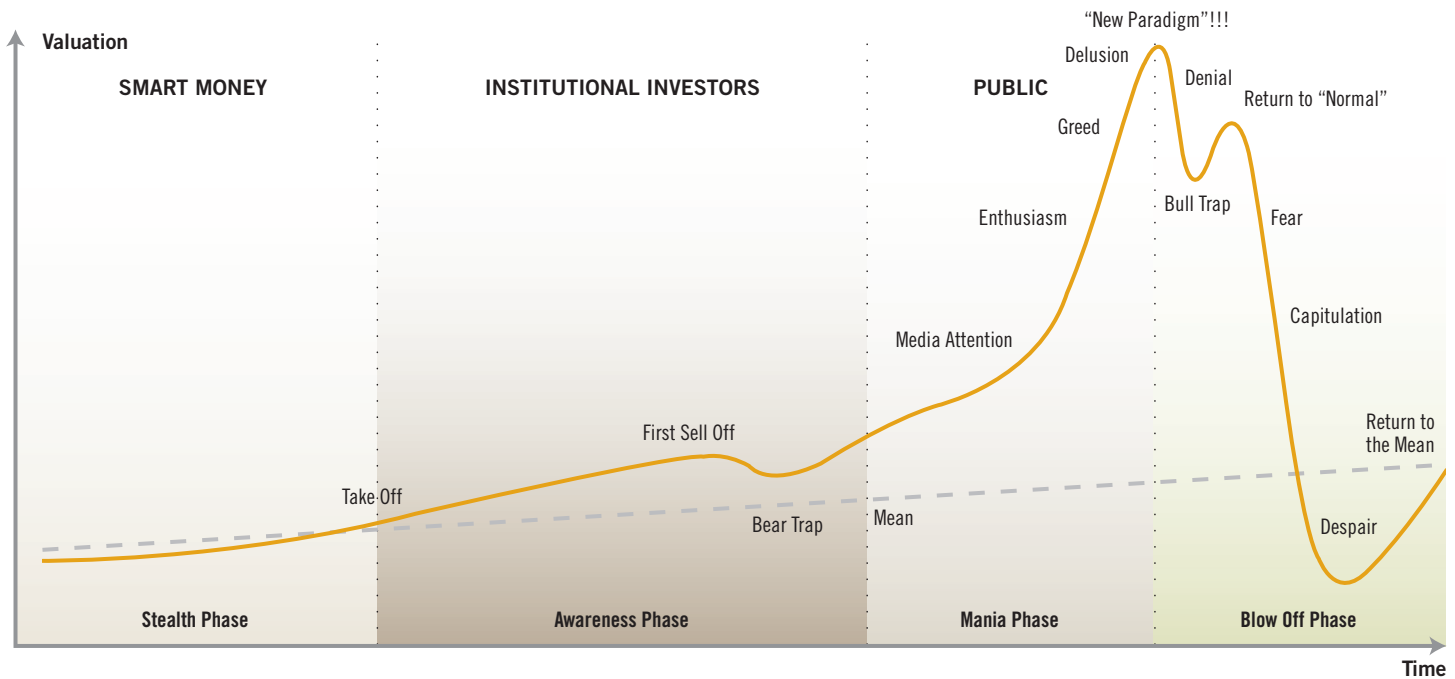 “New Paradigm”!!!
Valuation
Delusion
Denial
SMART MONEY
INSTITUTIONAL INVESTORS
PUBLIC
Return to “Normal”
Greed
Bull Trap
Enthusiasm
Fear
Capitulation
Media Attention
First Sell Off
Return to
the Mean
Take Off
Bear Trap
Mean
Despair
Stealth Phase
Awareness Phase
Mania Phase
Blow Off Phase
Time